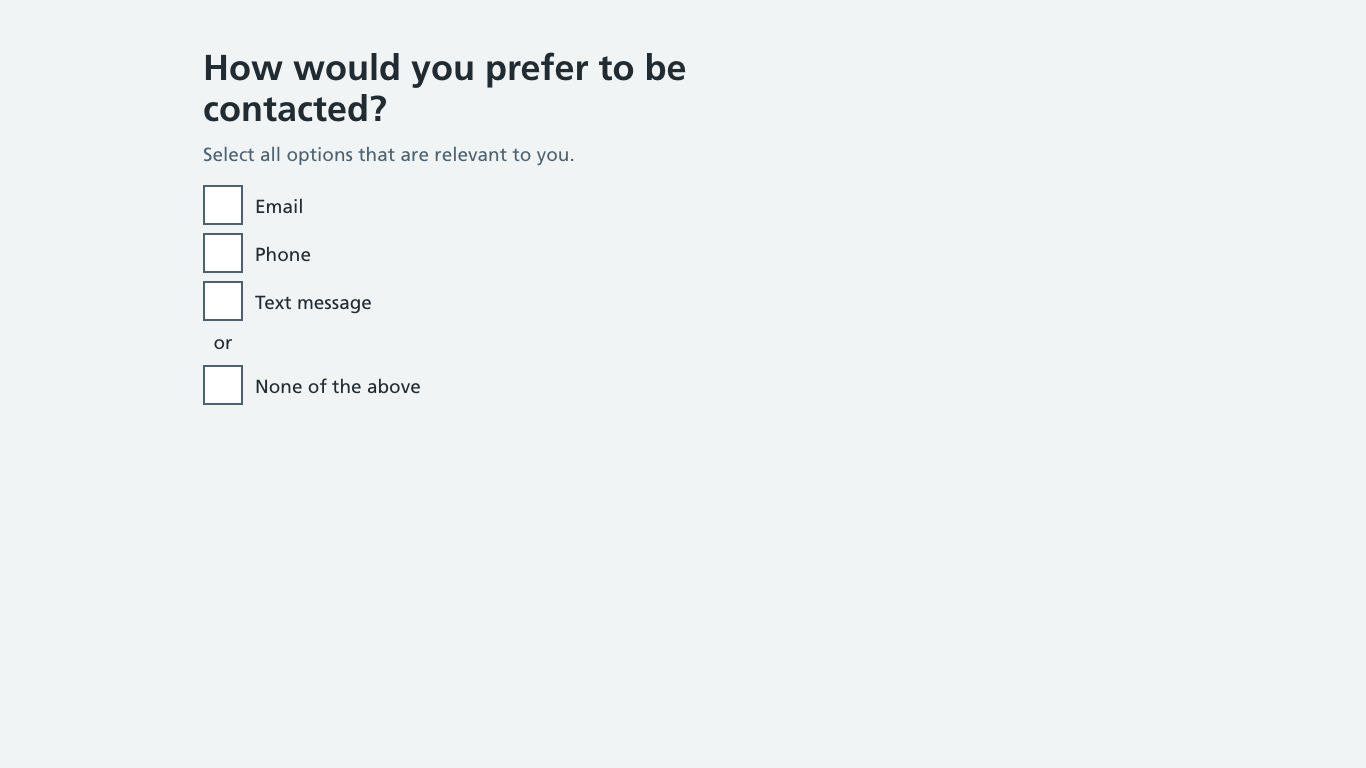 How would you prefer to be
contacted?
Select all options that are relevant to you.
Email
Phone
Text message
or
None of the above